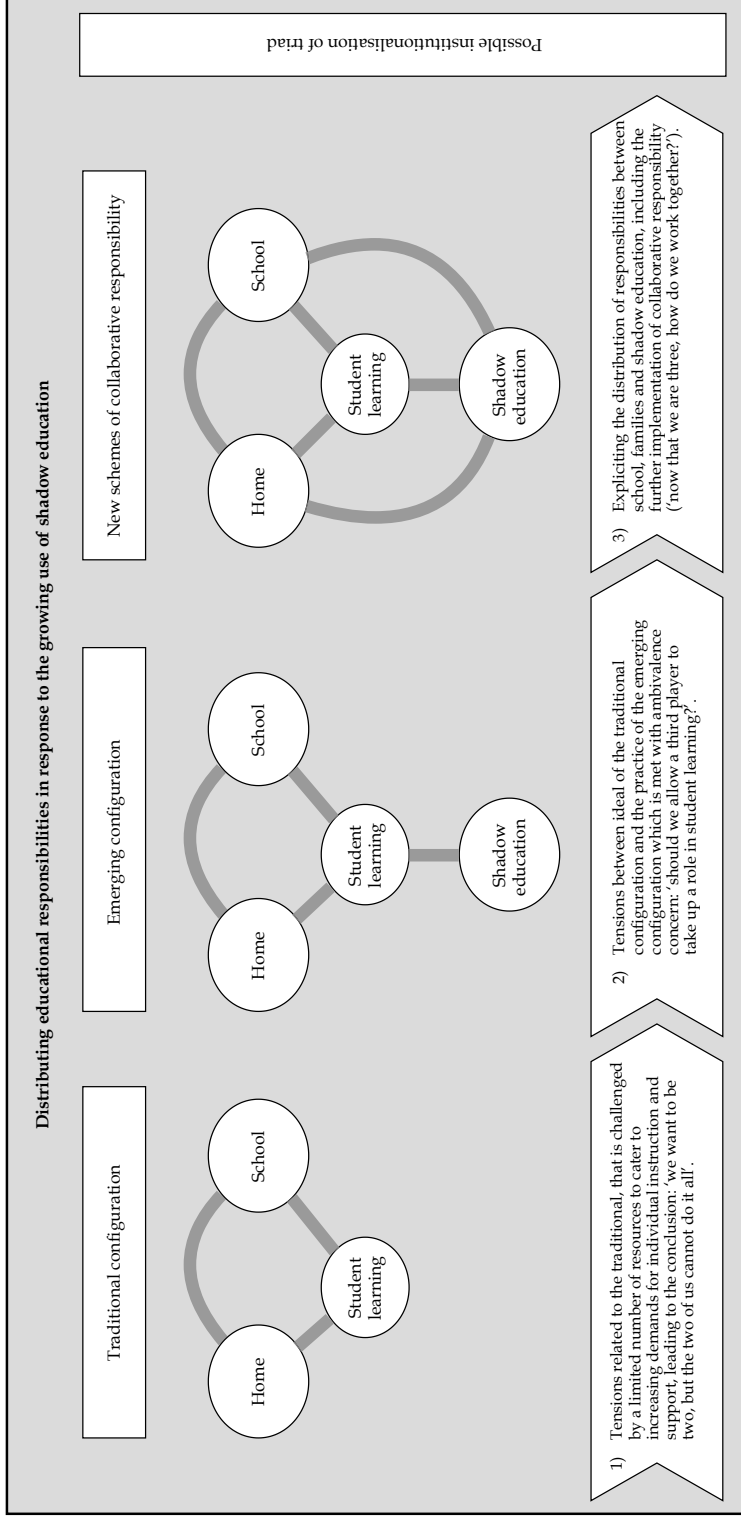 Distributing educational responsibilities in response to the growing use of shadow education
Traditional configuration
Home
School
Student
learning
1) Tensions related to the traditional, that is challenged
by a limited number of resources to cater to
increasing demands for individual instruction and
support, leading to the conclusion: ‘we want to be
two, but the two of us cannot do it all’.
Emerging configuration
Home
School
Student
learning
Shadow
education
2) Tensions between ideal of the traditional
configuration and the practice of the emerging
configuration which is met with ambivalence
concern: ‘should we allow a third player to
take up a role in student learning?’.
New schemes of collaborative responsibility
Home
School
Student
learning
Shadow
education
3) Expliciting the distribution of responsibilities between
school, families and shadow education, including the
further implementation of collaborative responsibility
(‘now that we are three, how do we work together?’).
Possible institutionalisation of triad